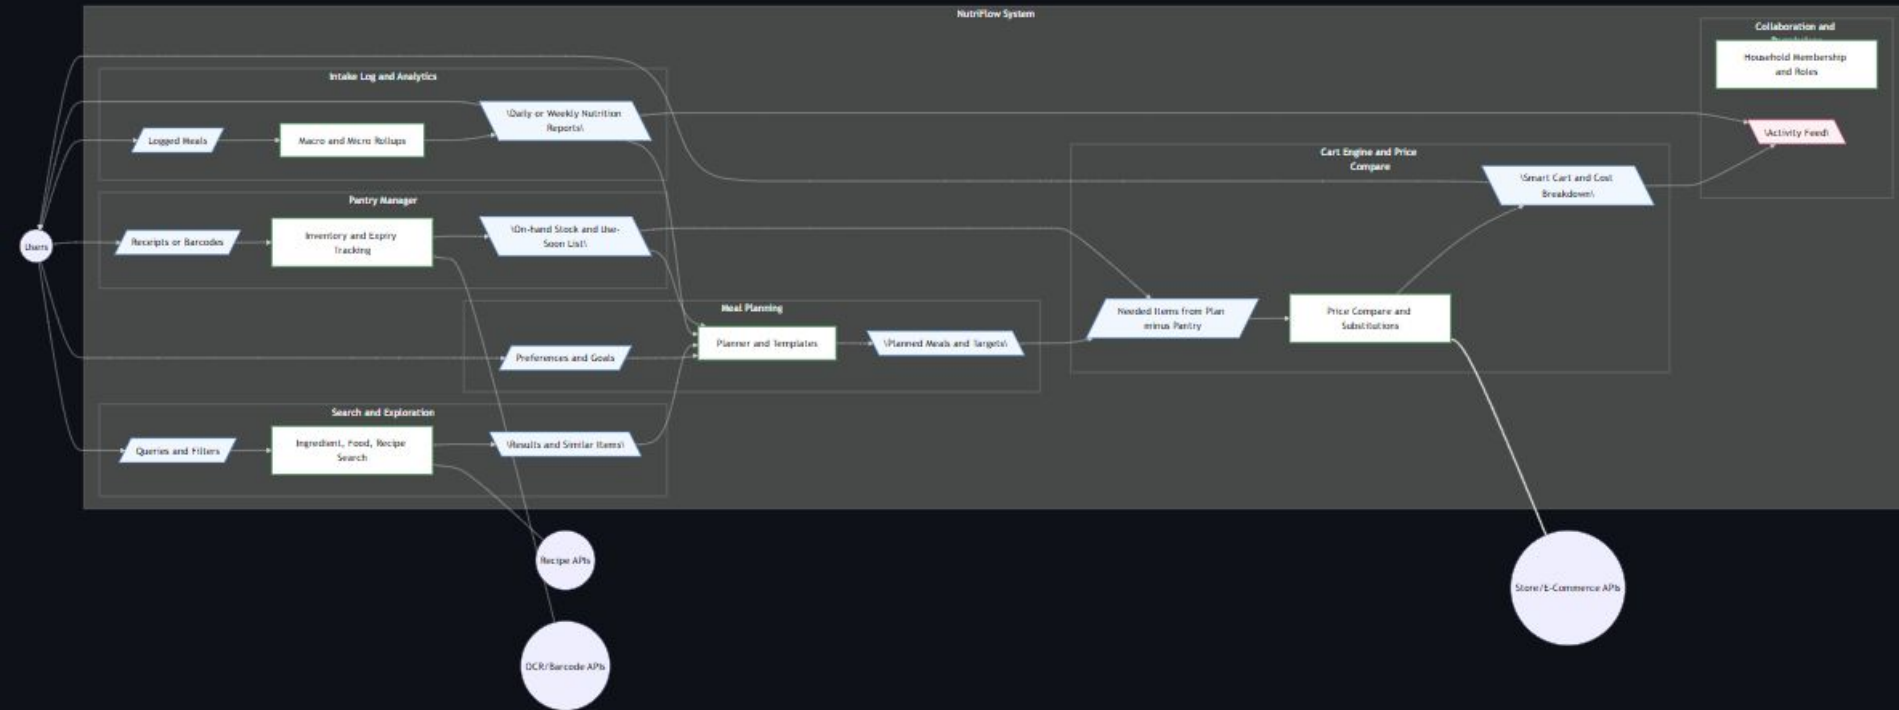 NutriFlow System
Collaboration and
Household Membership
and Roles
\Activity Feed\
Intake Log and Analytics
Logged Meals
Macro and Micro Rollups
\Daily or Weekly Nutrition
Reports\
Cart Engine and Price
Compare
\Smart Cart and Cost
Breakdown\
Needed Items from Plan
minus Pantry
Price Compare and
Substitutions
Pantry Manager
Users
Receipts or Barcodes
Inventory and Expiry
Tracking
\On-hand Stock and Use-
Soon List\
Meal Planning
Preferences and Goals
Planner and Templates
\Planned Meals and Targets\
Search and Exploration
Queries and Filters
Ingredient, Food, Recipe
Search
\Results and Similar Items\
Recipe APIs
Store/E-Commerce APIs
OCR/Barcode APIs